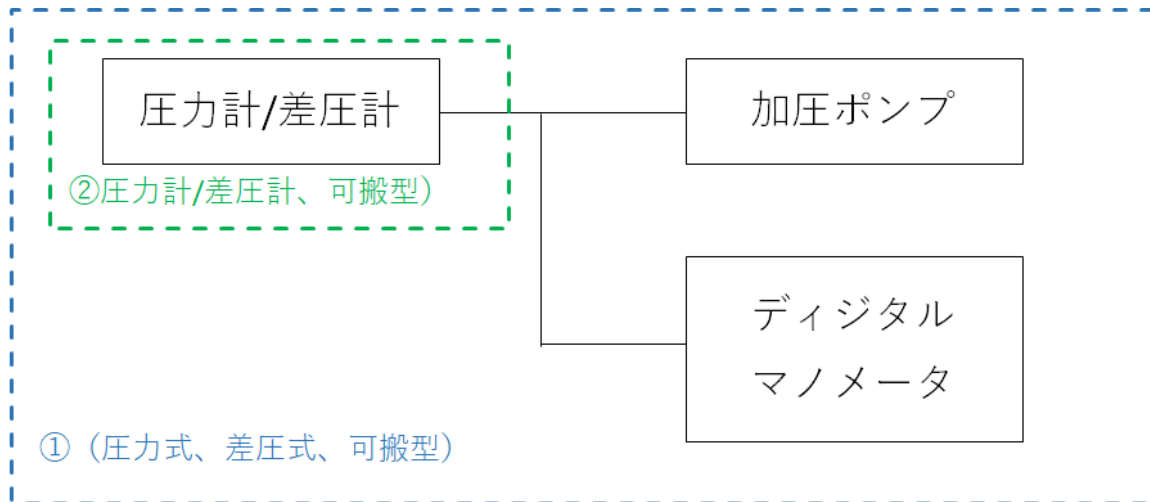 圧力計/差圧計
加圧ポンプ
②圧力計/差圧計、可搬型）
ディジタル
マノメータ
①（圧力式、差圧式、可搬型）